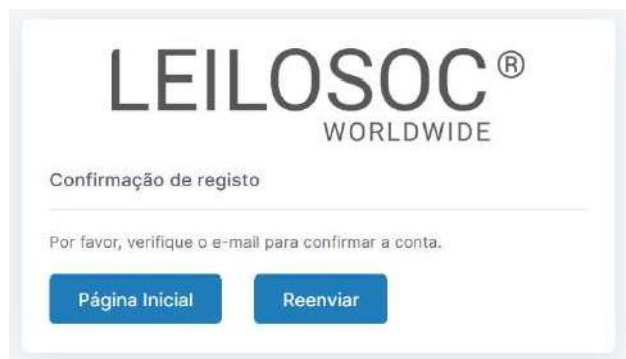 LEILOSOC®
WORLDWIDE
Confirmação de registo
Por favor, verifique o e-mail para confirmar a conta.
Página Inicial
Reenviar